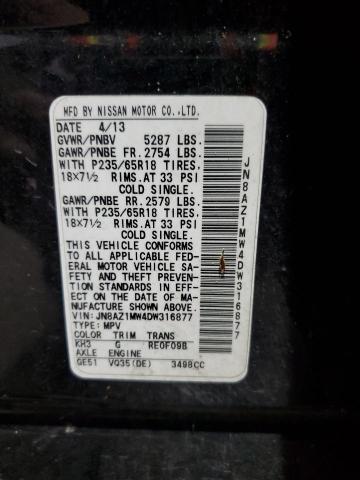 MFD BY NISSAN MOTOR CO.,LTD.
DATE 4/13
GVWR/PNBV 5287 LBS.
GAWR/PNBE FR. 2754 LBS.
WITH P235/65R18 TIRES,
18X7½ RIMS.AT 33 PSI
COLD SINGLE.
GAWR/PNBE RR. 2579 LBS.
WITH P235/65R18 TIRES,
18X7½ RIMS.AT 33 PSI
COLD SINGLE.
THIS VEHICLE CONFORMS
TO ALL APPLICABLE FED-
ERAL MOTOR VEHICLE SA-
FETY AND THEFT PREVEN-
TION STANDARDS IN EFF-
ECT ON THE DATE OF MA-
NUFACTURE SHOWN ABOVE.
VIN:JN8AZ1MW4DW316877
TYPE:MPV
COLOR TRIM TRANS
KH3 G RE0F09B
AXLE ENGINE
GE51 VQ35(DE) 3498CC
JN8AZ1MW4DW316877